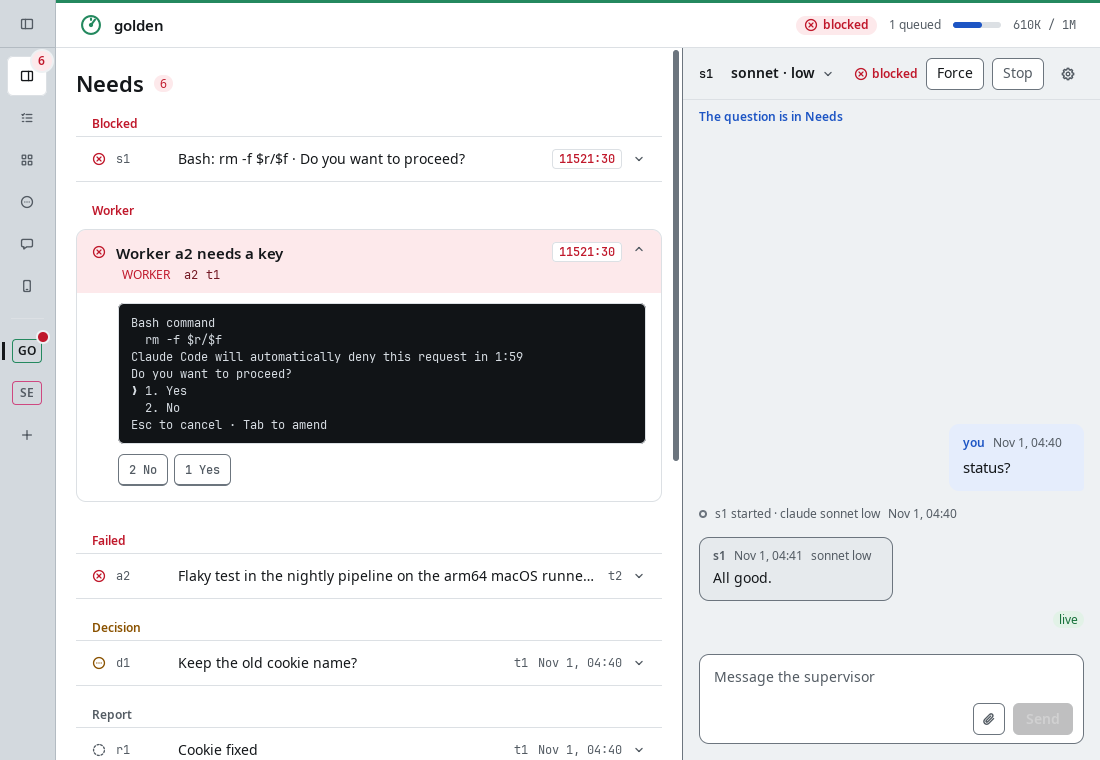 golden
blocked
1 queued
610K / 1M
6
GO
SE
Needs 6
Blocked
s1 Bash: rm -f $r/$f · Do you want to proceed? 11521:30
Worker
Worker a2 needs a key 11521:30
WORKER a2 t1
Bash command
rm -f $r/$f
Claude Code will automatically deny this request in 1:59
Do you want to proceed?
❯ 1. Yes
2. No
Esc to cancel · Tab to amend
2 No 1 Yes
Failed
a2 Flaky test in the nightly pipeline on the arm64 macOS runne… t2
Decision
d1 Keep the old cookie name? t1 Nov 1, 04:40
Report
r1 Cookie fixed t1 Nov 1, 04:40
s1 sonnet · low blocked Force Stop
The question is in Needs
you Nov 1, 04:40
status?
s1 started · claude sonnet low Nov 1, 04:40
s1 Nov 1, 04:41 sonnet low
All good.
live
Message the supervisor
Send